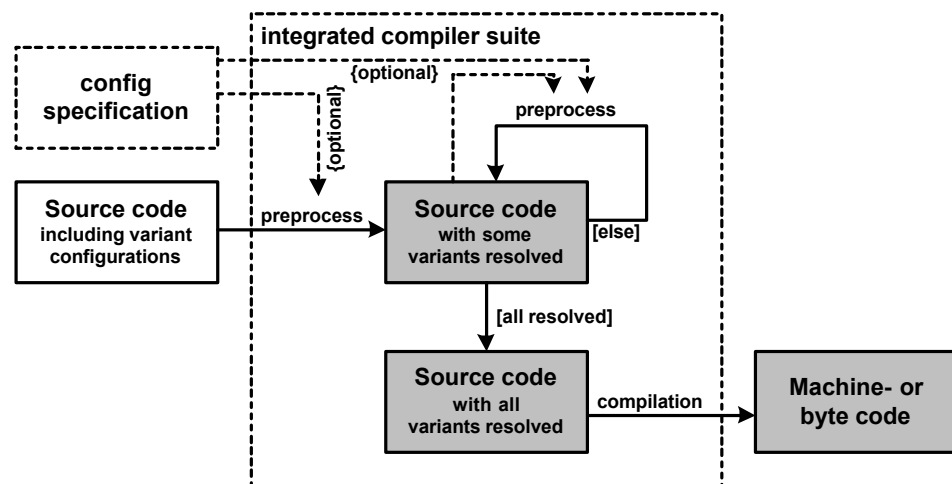 integrated compiler suite
config
specification
{optional}
{optional}
preprocess
Source code
including variant
configurations
preprocess
Source code
with some
variants resolved
[else]
[all resolved]
Source code
with all
variants resolved
compilation
Machine- or
byte code